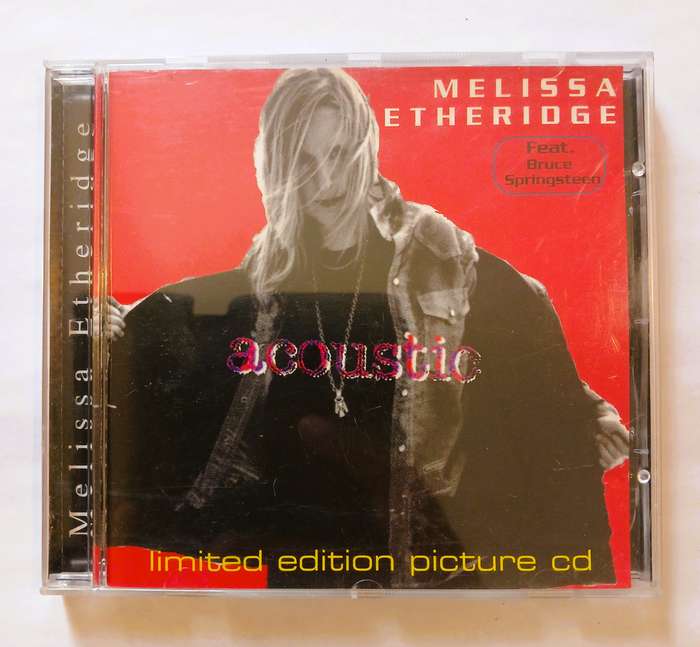 MELISSA
ETHERIDGE
Feat.
Bruce
Springsteen
Melissa Etheridge
acoustic
limited edition picture cd